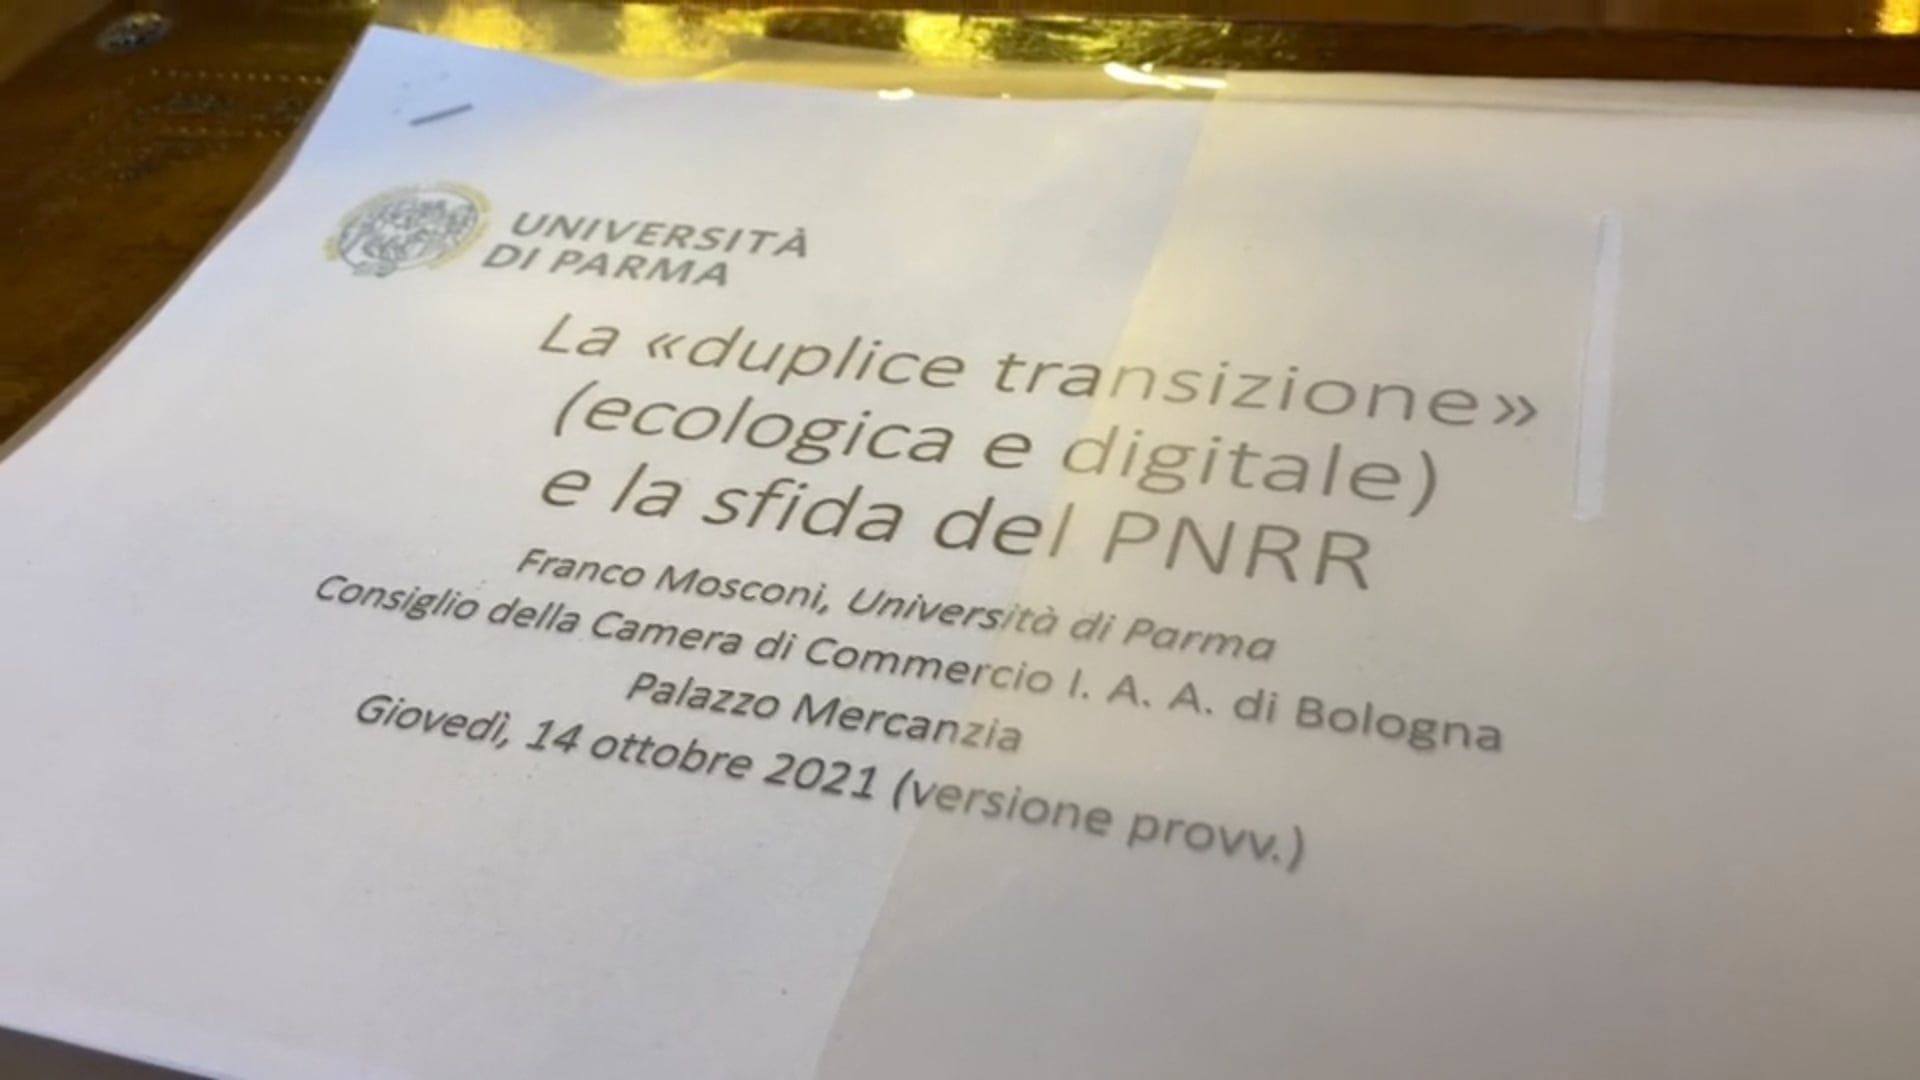 UNIVERSITÀ
DI PARMA
La «duplice transizione»
(ecologica e digitale)
e la sfida del PNRR
Franco Mosconi, Università di Parma
Consiglio della Camera di Commercio I. A. A. di Bologna
Palazzo Mercanzia
Giovedì, 14 ottobre 2021 (versione provv.)